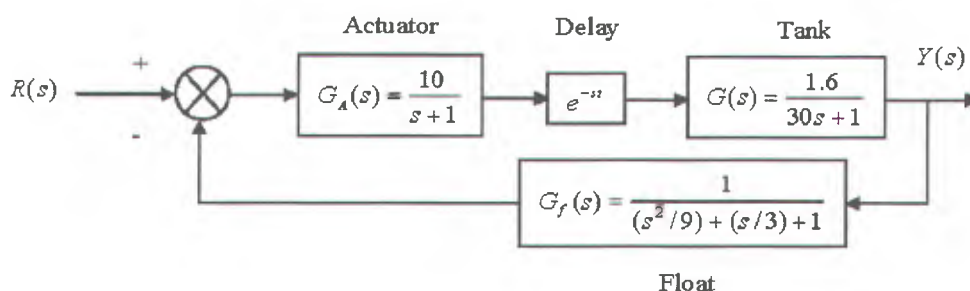 Actuator Delay Tank
R(s) + - G_A(s) = 10/(s+1) e^{-st} G(s) = 1.6/(30s+1) Y(s)
G_f(s) = 1/((s^2/9)+(s/3)+1)
Float